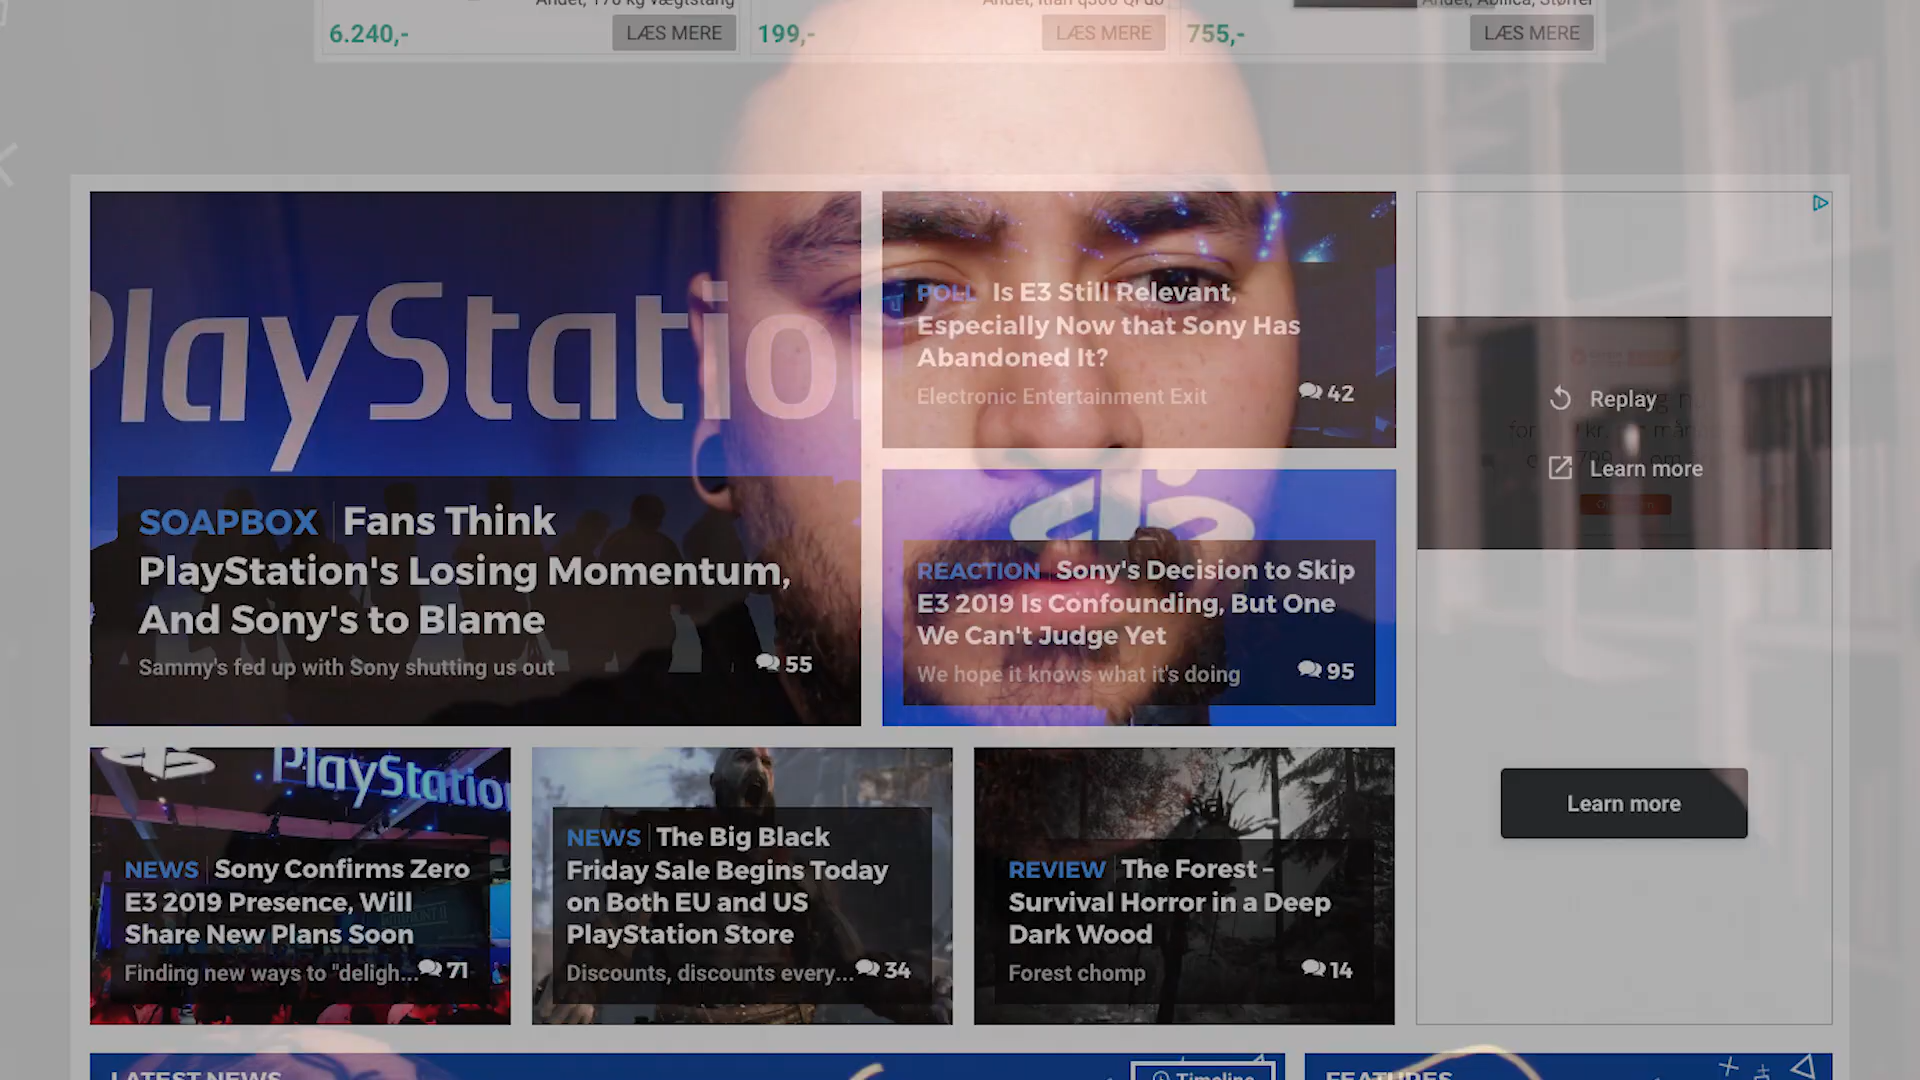 6.240,-
LÆS MERE
199,-
LÆS MERE
755,-
LÆS MERE
PlayStation
SOAPBOX Fans Think
PlayStation's Losing Momentum,
And Sony's to Blame
Sammy's fed up with Sony shutting us out
55
POLL Is E3 Still Relevant,
Especially Now that Sony Has
Abandoned It?
Electronic Entertainment Exit
42
REACTION Sony's Decision to Skip
E3 2019 Is Confounding, But One
We Can't Judge Yet
We hope it knows what it's doing
95
Replay
Learn more
Learn more
PlayStation
NEWS Sony Confirms Zero
E3 2019 Presence, Will
Share New Plans Soon
Finding new ways to "deligh...
71
NEWS The Big Black
Friday Sale Begins Today
on Both EU and US
PlayStation Store
Discounts, discounts every...
34
REVIEW The Forest –
Survival Horror in a Deep
Dark Wood
Forest chomp
14
LATEST NEWS
Timeline
FEATURES